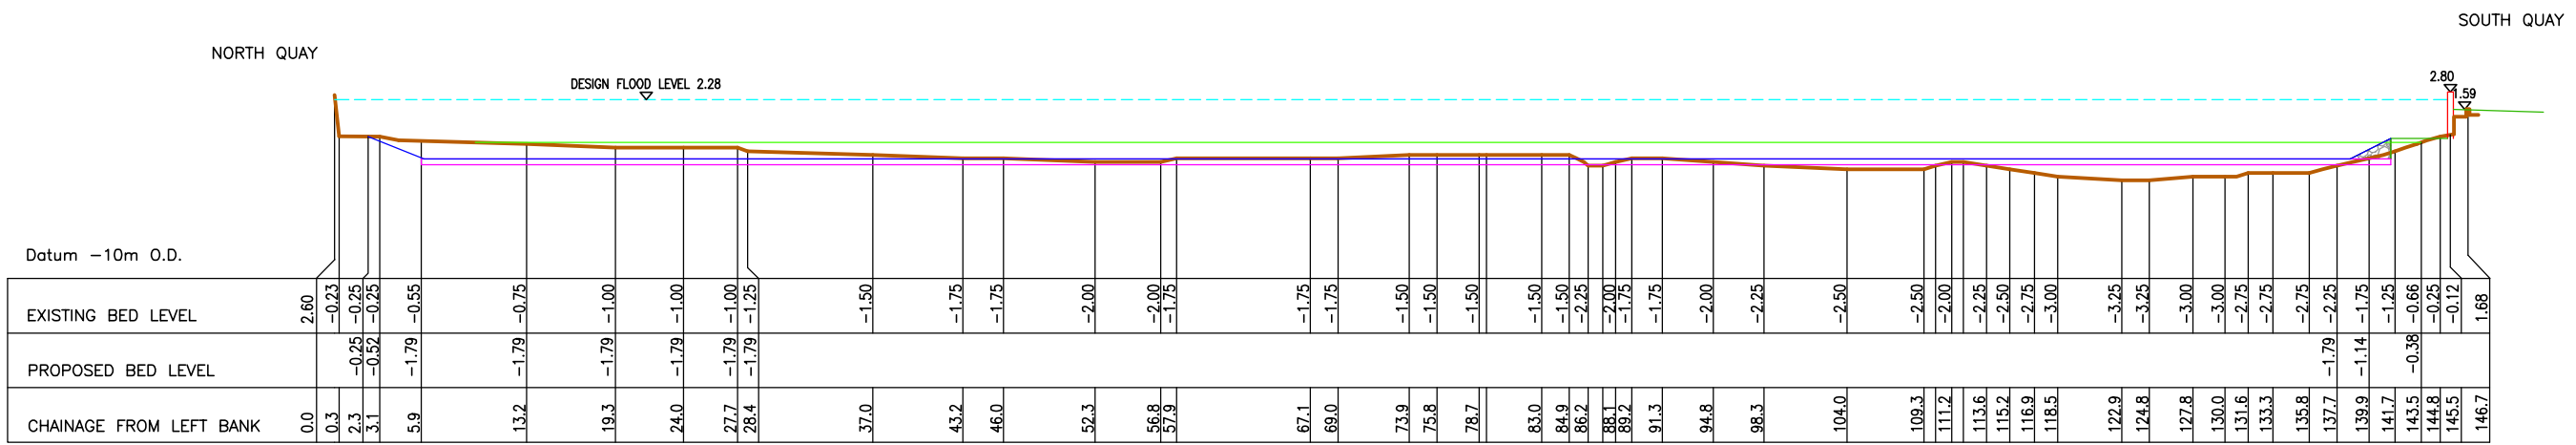 SOUTH QUAY
NORTH QUAY
2.80
DESIGN FLOOD LEVEL 2.28
1.59
Datum -10m O.D.
EXISTING BED LEVEL 2.60 -0.23 -0.25 -0.25 -0.55 -0.75 -1.00 -1.00 -1.00 -1.25 -1.50 -1.75 -1.75 -2.00 -2.00 -1.75 -1.75 -1.75 -1.50 -1.50 -1.50 -1.50 -1.50 -2.25 -2.00 -1.75 -1.75 -2.00 -2.25 -2.50 -2.50 -2.00 -2.25 -2.50 -2.75 -3.00 -3.25 -3.25 -3.00 -3.00 -2.75 -2.75 -2.75 -2.25 -1.75 -1.25 -0.66 -0.25 -0.12 1.68
PROPOSED BED LEVEL -0.25 -0.52 -1.79 -1.79 -1.79 -1.79 -1.79 -1.79 -1.79 -1.14 -0.38
CHAINAGE FROM LEFT BANK 0.0 0.3 2.3 3.1 5.9 13.2 19.3 24.0 27.7 28.4 37.0 43.2 46.0 52.3 56.8 57.9 67.1 69.0 73.9 75.8 78.7 83.0 84.9 86.2 88.1 89.2 91.3 94.8 98.3 104.0 109.3 111.2 113.6 115.2 116.9 118.5 122.9 124.8 127.8 130.0 131.6 133.3 135.8 137.7 139.9 141.7 143.5 144.8 145.5 146.7